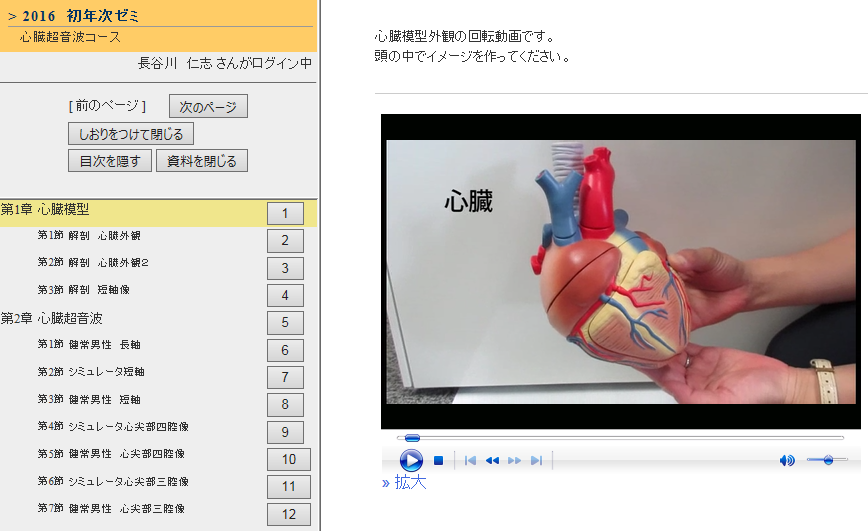 > 2016 初年次ゼミ
心臓超音波コース
長谷川 仁志 さんがログイン中
[ 前のページ ] 次のページ
しおりをつけて閉じる
目次を隠す 資料を閉じる
第1章 心臓模型 1
第1節 解剖 心臓外観 2
第2節 解剖 心臓外観2 3
第3節 解剖 短軸像 4
第2章 心臓超音波 5
第1節 健常男性 長軸 6
第2節 シミュレータ短軸 7
第3節 健常男性 短軸 8
第4節 シミュレータ心尖部四腔像 9
第5節 健常男性 心尖部四腔像 10
第6節 シミュレータ心尖部三腔像 11
第7節 健常男性 心尖部三腔像 12
心臓模型外観の回転動画です。
頭の中でイメージを作ってください。
心臓
» 拡大